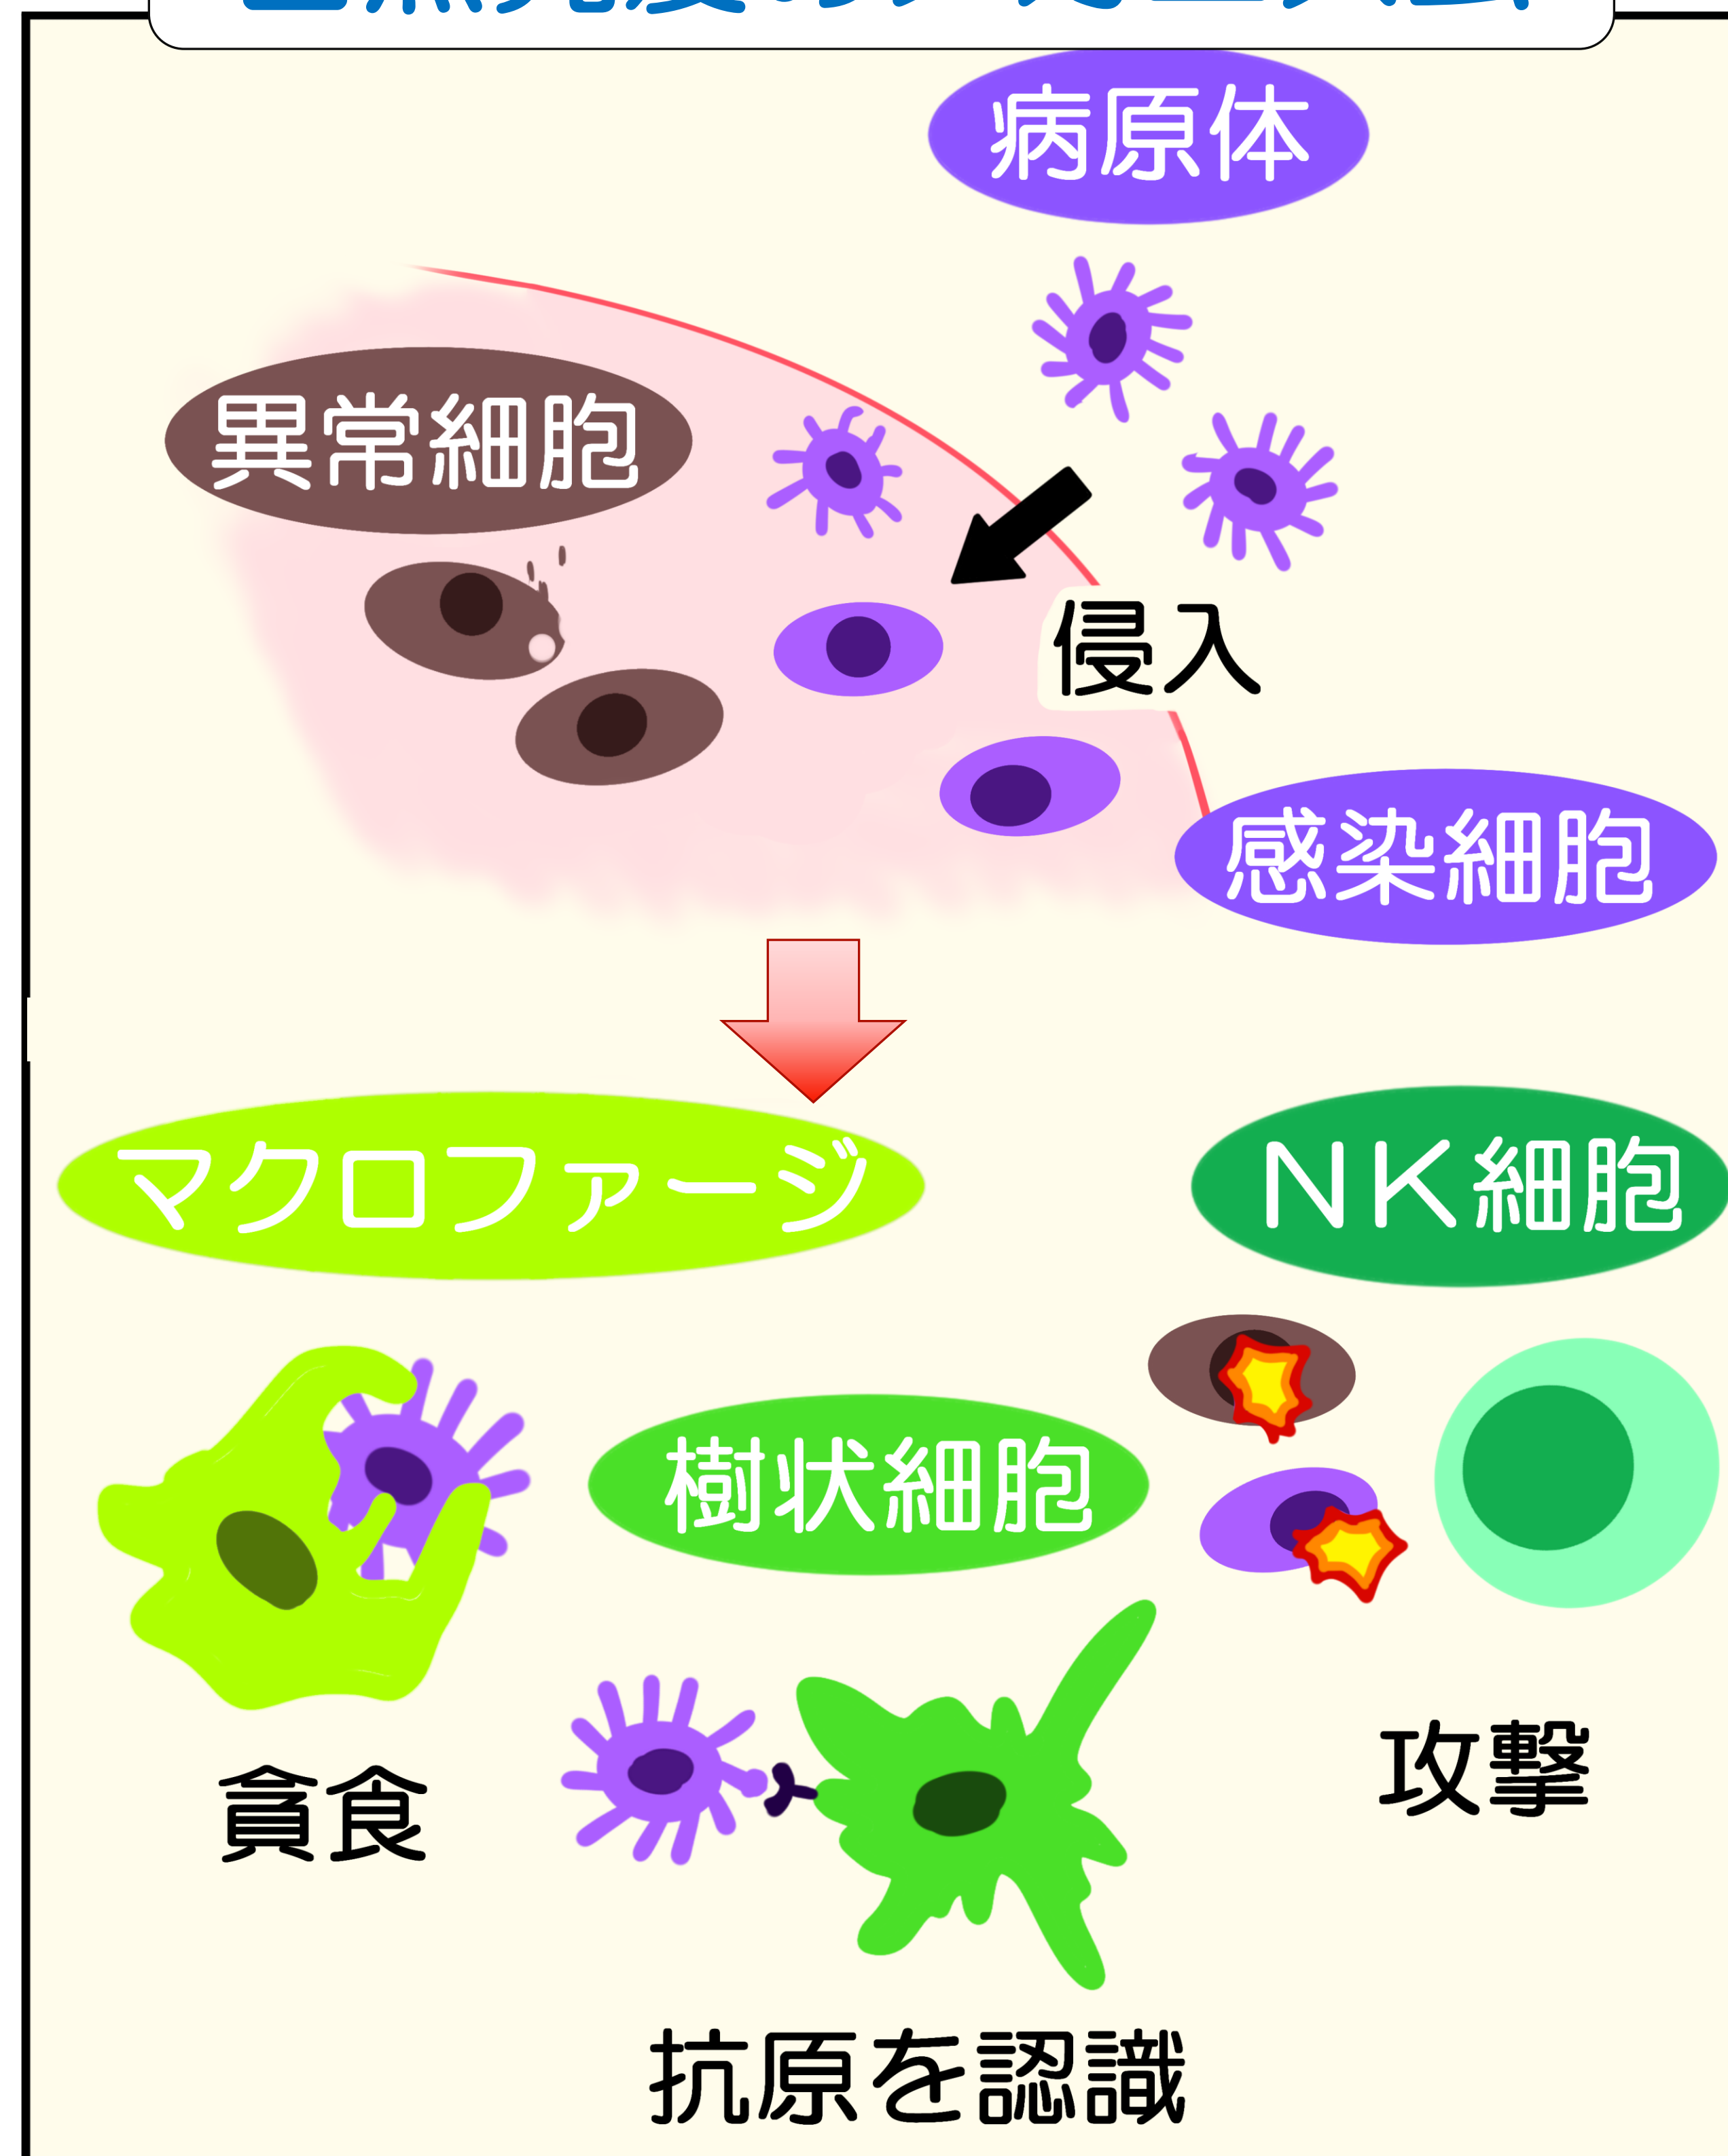 病原体
異常細胞
侵入
感染細胞
マクロファージ
NK細胞
樹状細胞
攻撃
貪食
抗原を認識